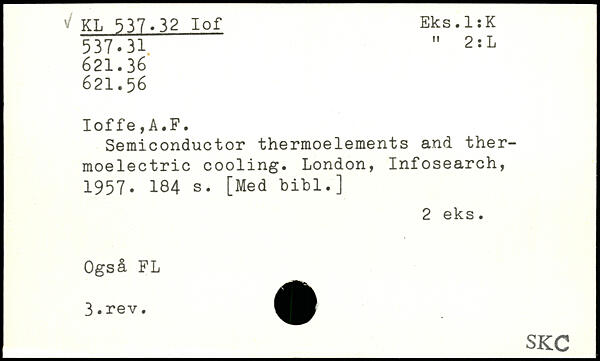 √ KL 537.32 Iof Eks.1:K
537.31 " 2:L
621.36
621.56
Ioffe,A.F.
Semiconductor thermoelements and ther-
moelectric cooling. London, Infosearch,
1957. 184 s. [Med bibl.]
2 eks.
Også FL
3.rev.
SKC